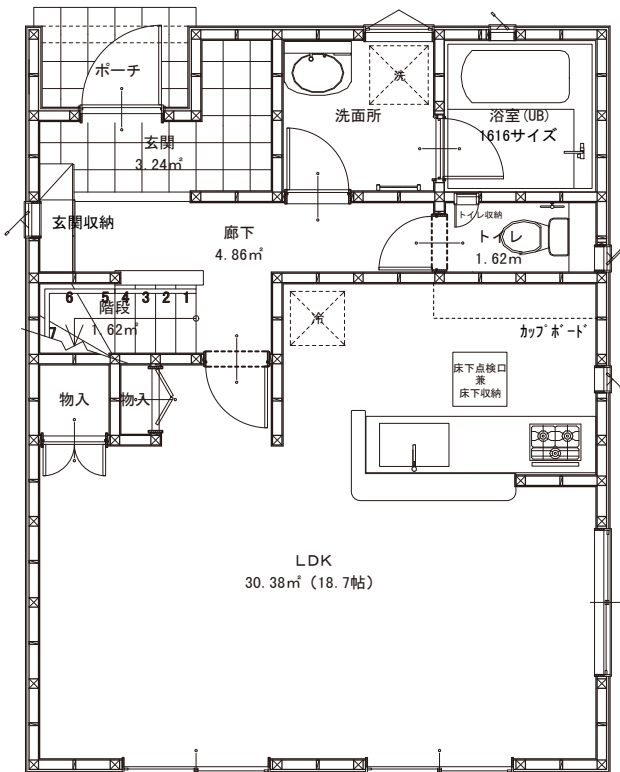 ポーチ
玄関
3.24㎡
洗
洗面所
浴室(UB)
1616サイズ
玄関収納
廊下
4.86㎡
トイレ収納
トイレ
1.62m
6 5 4 3 2 1
7
階段
1.62㎡
冷
カップボード
床下点検口
兼
床下収納
物入
物入
LDK
30.38㎡(18.7帖)